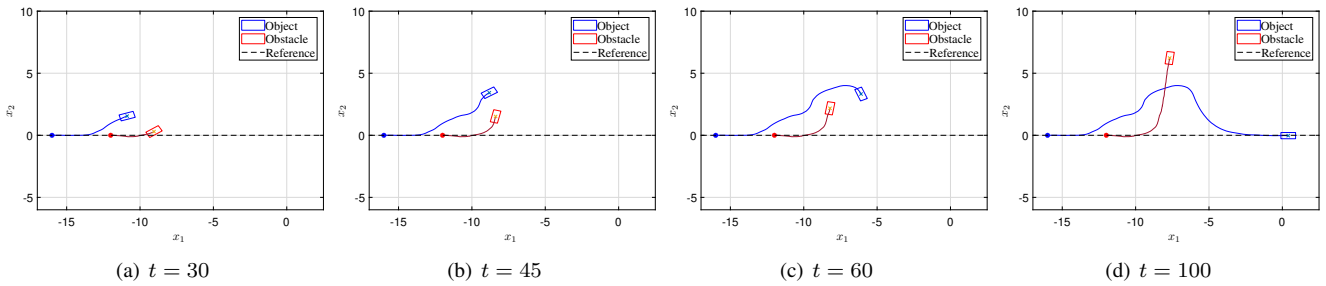 10
5
0
-5
-15
-10
-5
0
x₂
x₁
Object
Obstacle
Reference
(a) t = 30
10
5
0
-5
-15
-10
-5
0
x₂
x₁
Object
Obstacle
Reference
(b) t = 45
10
5
0
-5
-15
-10
-5
0
x₂
x₁
Object
Obstacle
Reference
(c) t = 60
10
5
0
-5
-15
-10
-5
0
x₂
x₁
Object
Obstacle
Reference
(d) t = 100